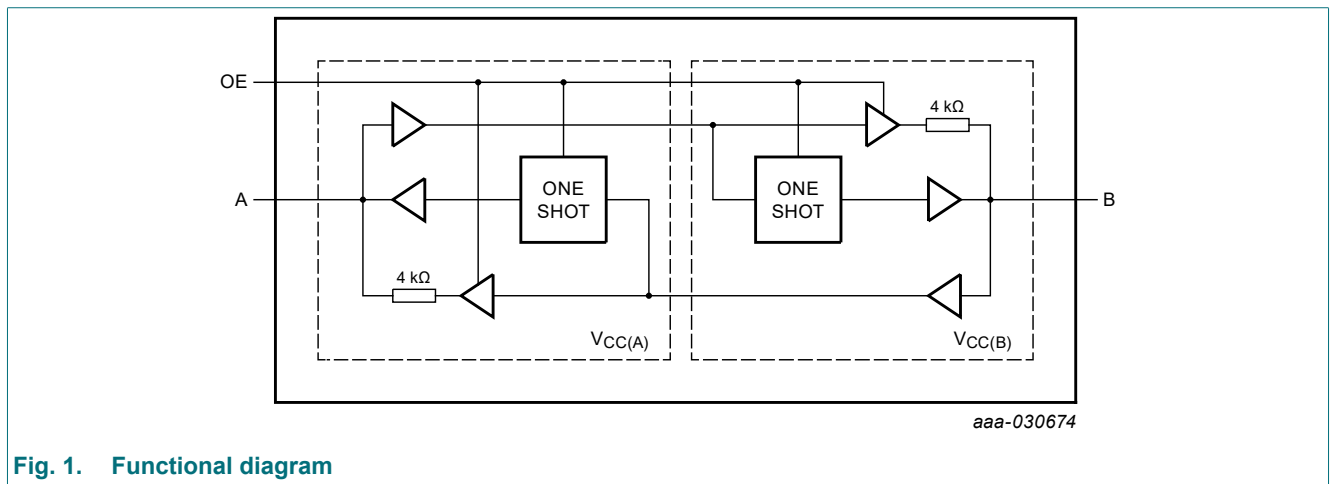 OE
4 kΩ
ONE
SHOT
ONE
SHOT
A
B
4 kΩ
VCC(A)
VCC(B)
aaa-030674
Fig. 1. Functional diagram